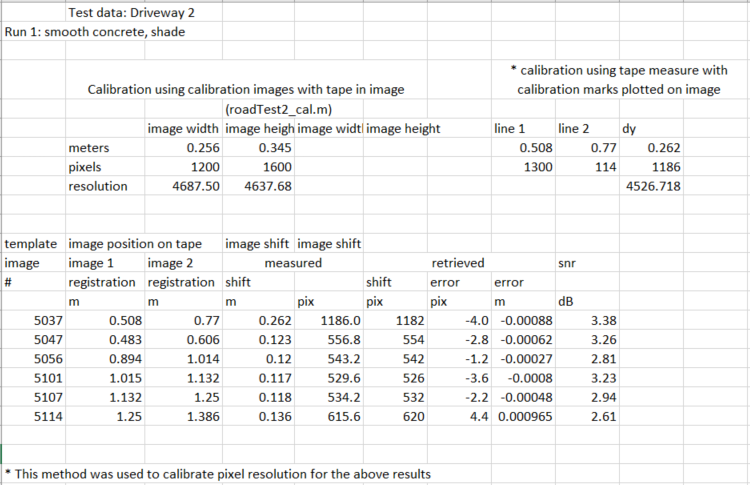 Test data: Driveway 2
Run 1: smooth concrete, shade
* calibration using tape measure with
Calibration using calibration images with tape in image calibration marks plotted on image
(roadTest2_cal.m)
image width image heigh image widt image height line 1 line 2 dy
meters 0.256 0.345 0.508 0.77 0.262
pixels 1200 1600 1300 114 1186
resolution 4687.50 4637.68 4526.718
template image position on tape image shift image shift
image image 1 image 2 measured retrieved snr
# registration registration shift shift error error
m m m pix pix pix m dB
5037 0.508 0.77 0.262 1186.0 1182 -4.0 -0.00088 3.38
5047 0.483 0.606 0.123 556.8 554 -2.8 -0.00062 3.26
5056 0.894 1.014 0.12 543.2 542 -1.2 -0.00027 2.81
5101 1.015 1.132 0.117 529.6 526 -3.6 -0.0008 3.23
5107 1.132 1.25 0.118 534.2 532 -2.2 -0.00048 2.94
5114 1.25 1.386 0.136 615.6 620 4.4 0.000965 2.61
* This method was used to calibrate pixel resolution for the above results